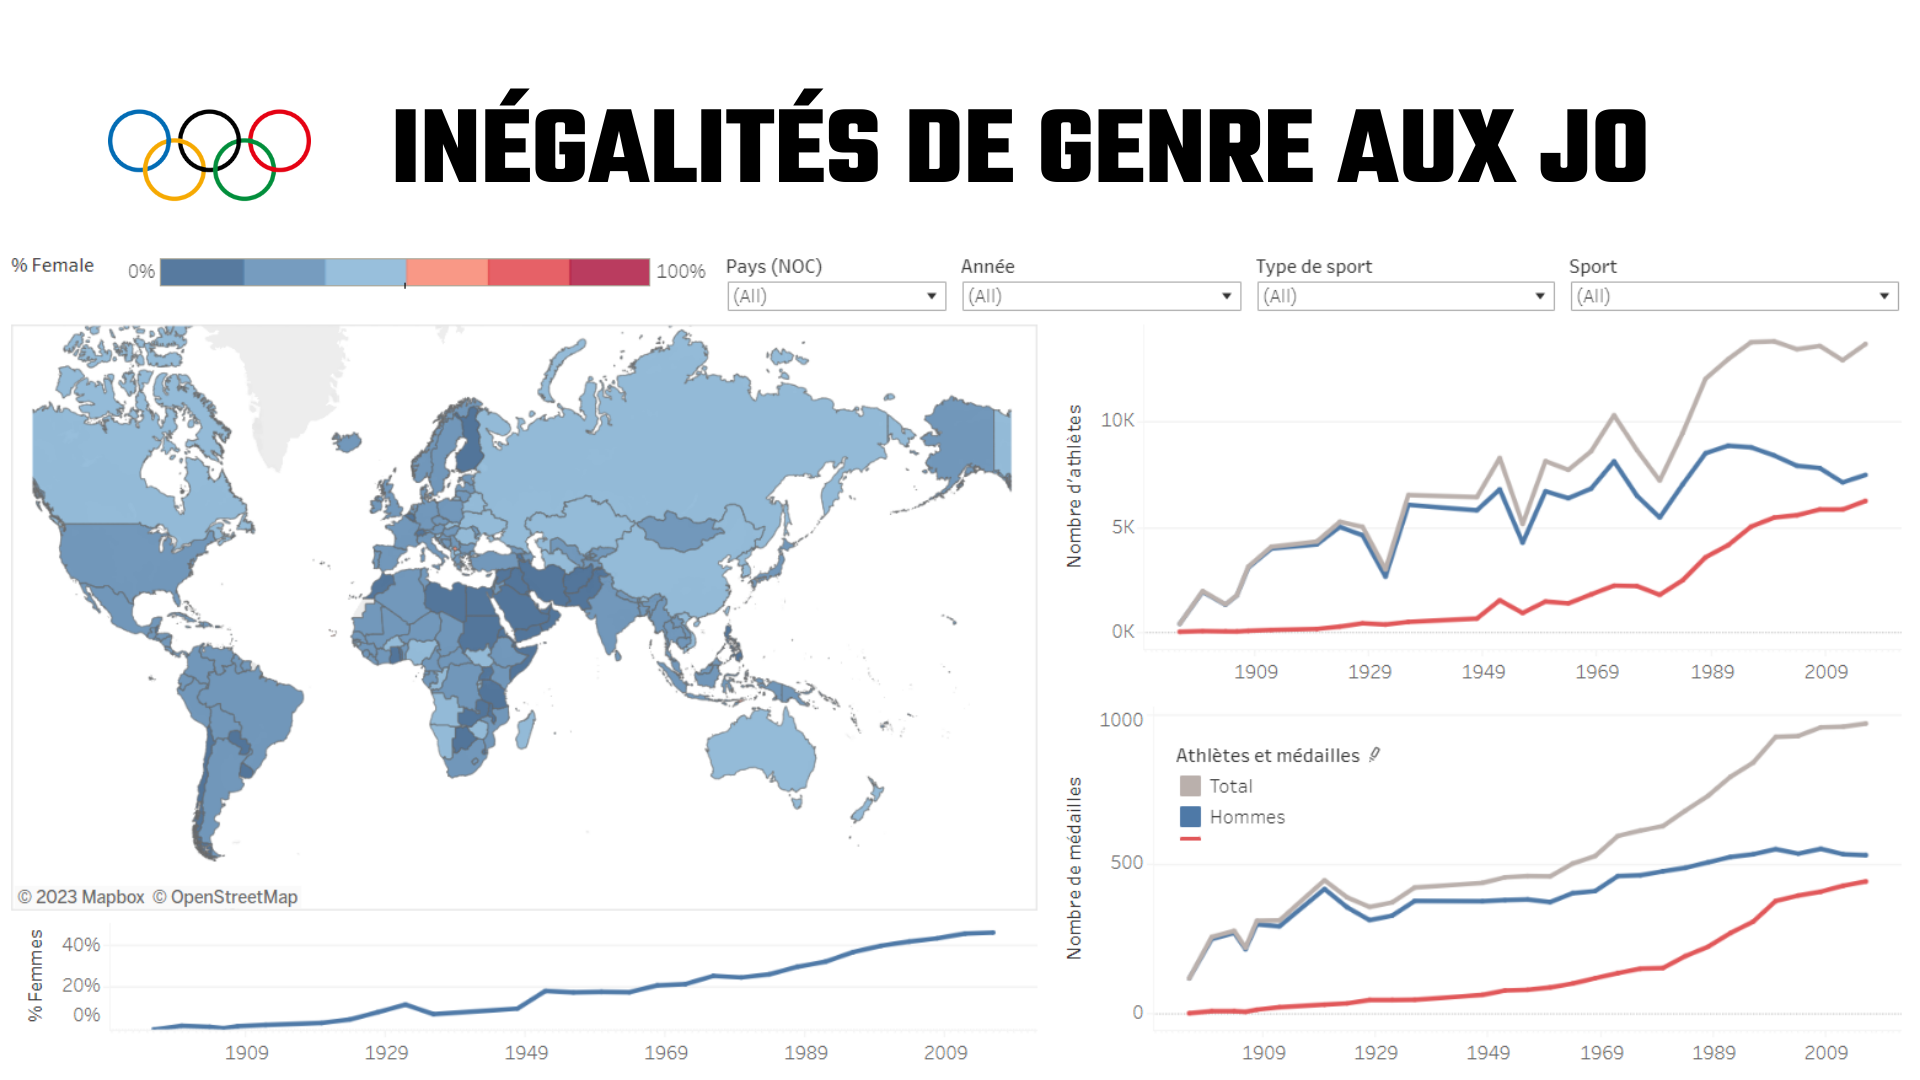 INÉGALITÉS DE GENRE AUX JO
% Female
0%
100%
Pays (NOC)
(All)
Année
(All)
Type de sport
(All)
Sport
(All)
© 2023 Mapbox © OpenStreetMap
% Femmes
40%
20%
0%
1909 1929 1949 1969 1989 2009
Nombre d'athlètes
10K
5K
0K
1909 1929 1949 1969 1989 2009
Nombre de médailles
1000
500
0
Athlètes et médailles
Total
Hommes
1909 1929 1949 1969 1989 2009